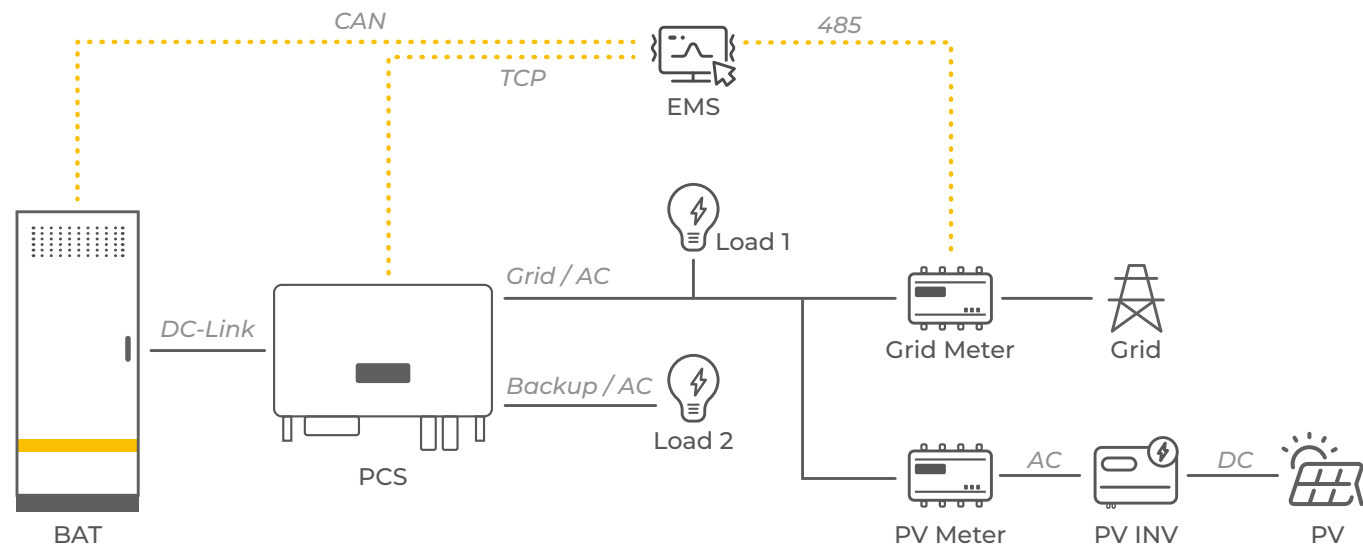 CAN
485
TCP
EMS
Load 1
Grid / AC
DC-Link
Grid Meter
Grid
Backup / AC
Load 2
PCS
AC
DC
BAT
PV Meter
PV INV
PV